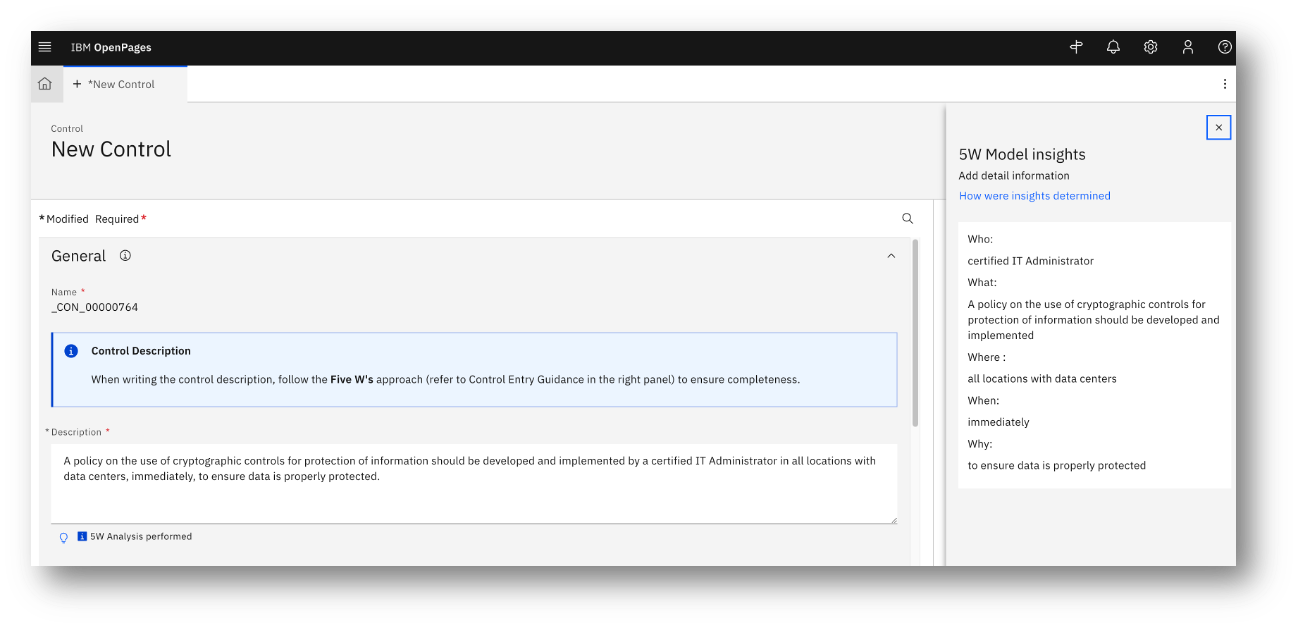 IBM OpenPages
+ *New Control
Control
New Control
*Modified Required*
General
Name *
_CON_00000764
Control Description
When writing the control description, follow the Five W's approach (refer to Control Entry Guidance in the right panel) to ensure completeness.
*Description *
A policy on the use of cryptographic controls for protection of information should be developed and implemented by a certified IT Administrator in all locations with
data centers, immediately, to ensure data is properly protected.
5W Analysis performed
5W Model insights
Add detail information
How were insights determined
Who:
certified IT Administrator
What:
A policy on the use of cryptographic controls for
protection of information should be developed and
implemented
Where :
all locations with data centers
When:
immediately
Why:
to ensure data is properly protected